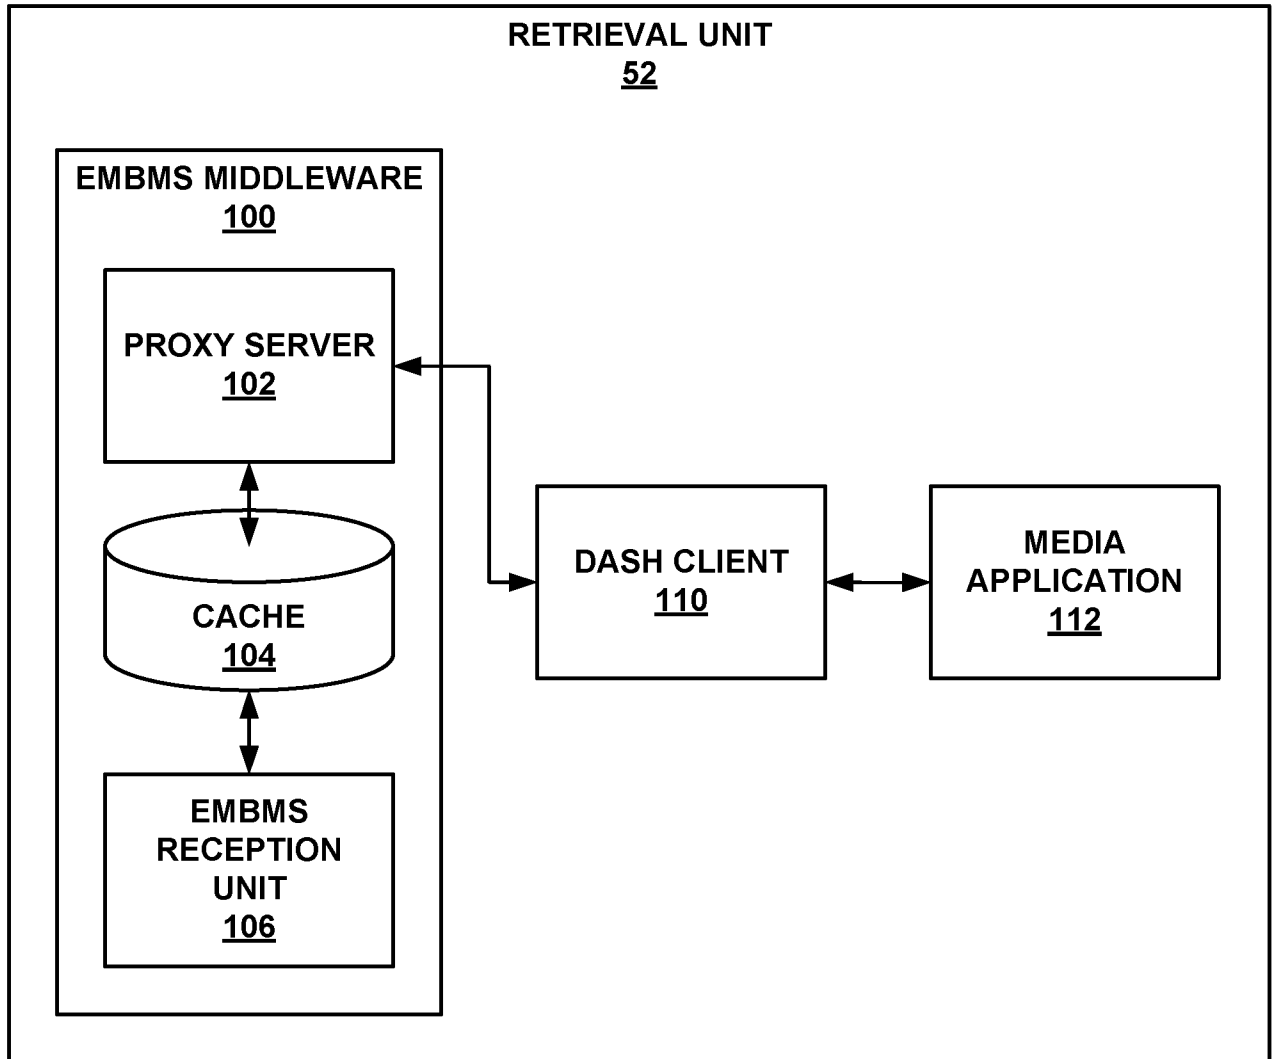 RETRIEVAL UNIT
52
EMBMS MIDDLEWARE
100
PROXY SERVER
102
CACHE
104
EMBMS
RECEPTION
UNIT
106
DASH CLIENT
110
MEDIA
APPLICATION
112